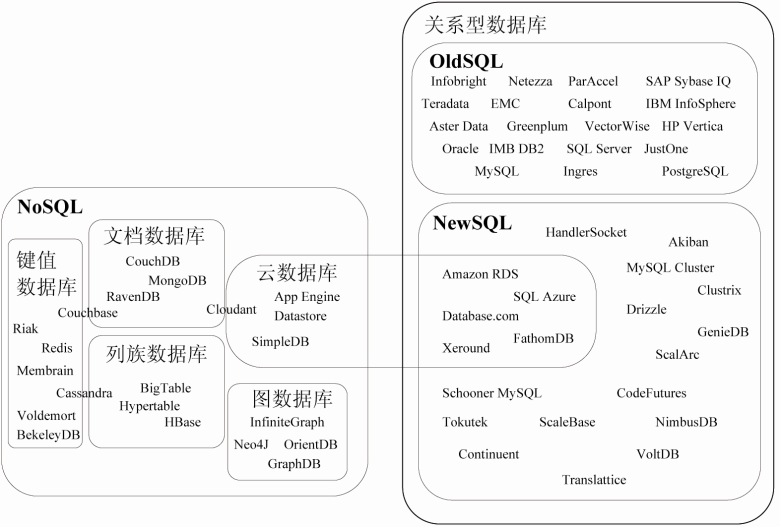 关系型数据库
OldSQL
Infobright Netezza ParAccel SAP Sybase IQ
Teradata EMC Calpont IBM InfoSphere
Aster Data Greenplum VectorWise HP Vertica
Oracle IMB DB2 SQL Server JustOne
MySQL Ingres PostgreSQL
NoSQL
键值
数据库
Riak
Redis
Membrain
Voldemort
BekeleyDB
Couchbase
Cassandra
文档数据库
CouchDB
MongoDB
RavenDB
Cloudant
列族数据库
BigTable
Hypertable
HBase
云数据库
App Engine
Datastore
SimpleDB
图数据库
InfiniteGraph
Neo4J OrientDB
GraphDB
NewSQL
HandlerSocket
Akiban
Amazon RDS
MySQL Cluster
SQL Azure
Clustrix
Database.com
Drizzle
FathomDB
GenieDB
Xeround
ScalArc
Schooner MySQL CodeFutures
Tokutek ScaleBase NimbusDB
Continuent VoltDB
Translattice